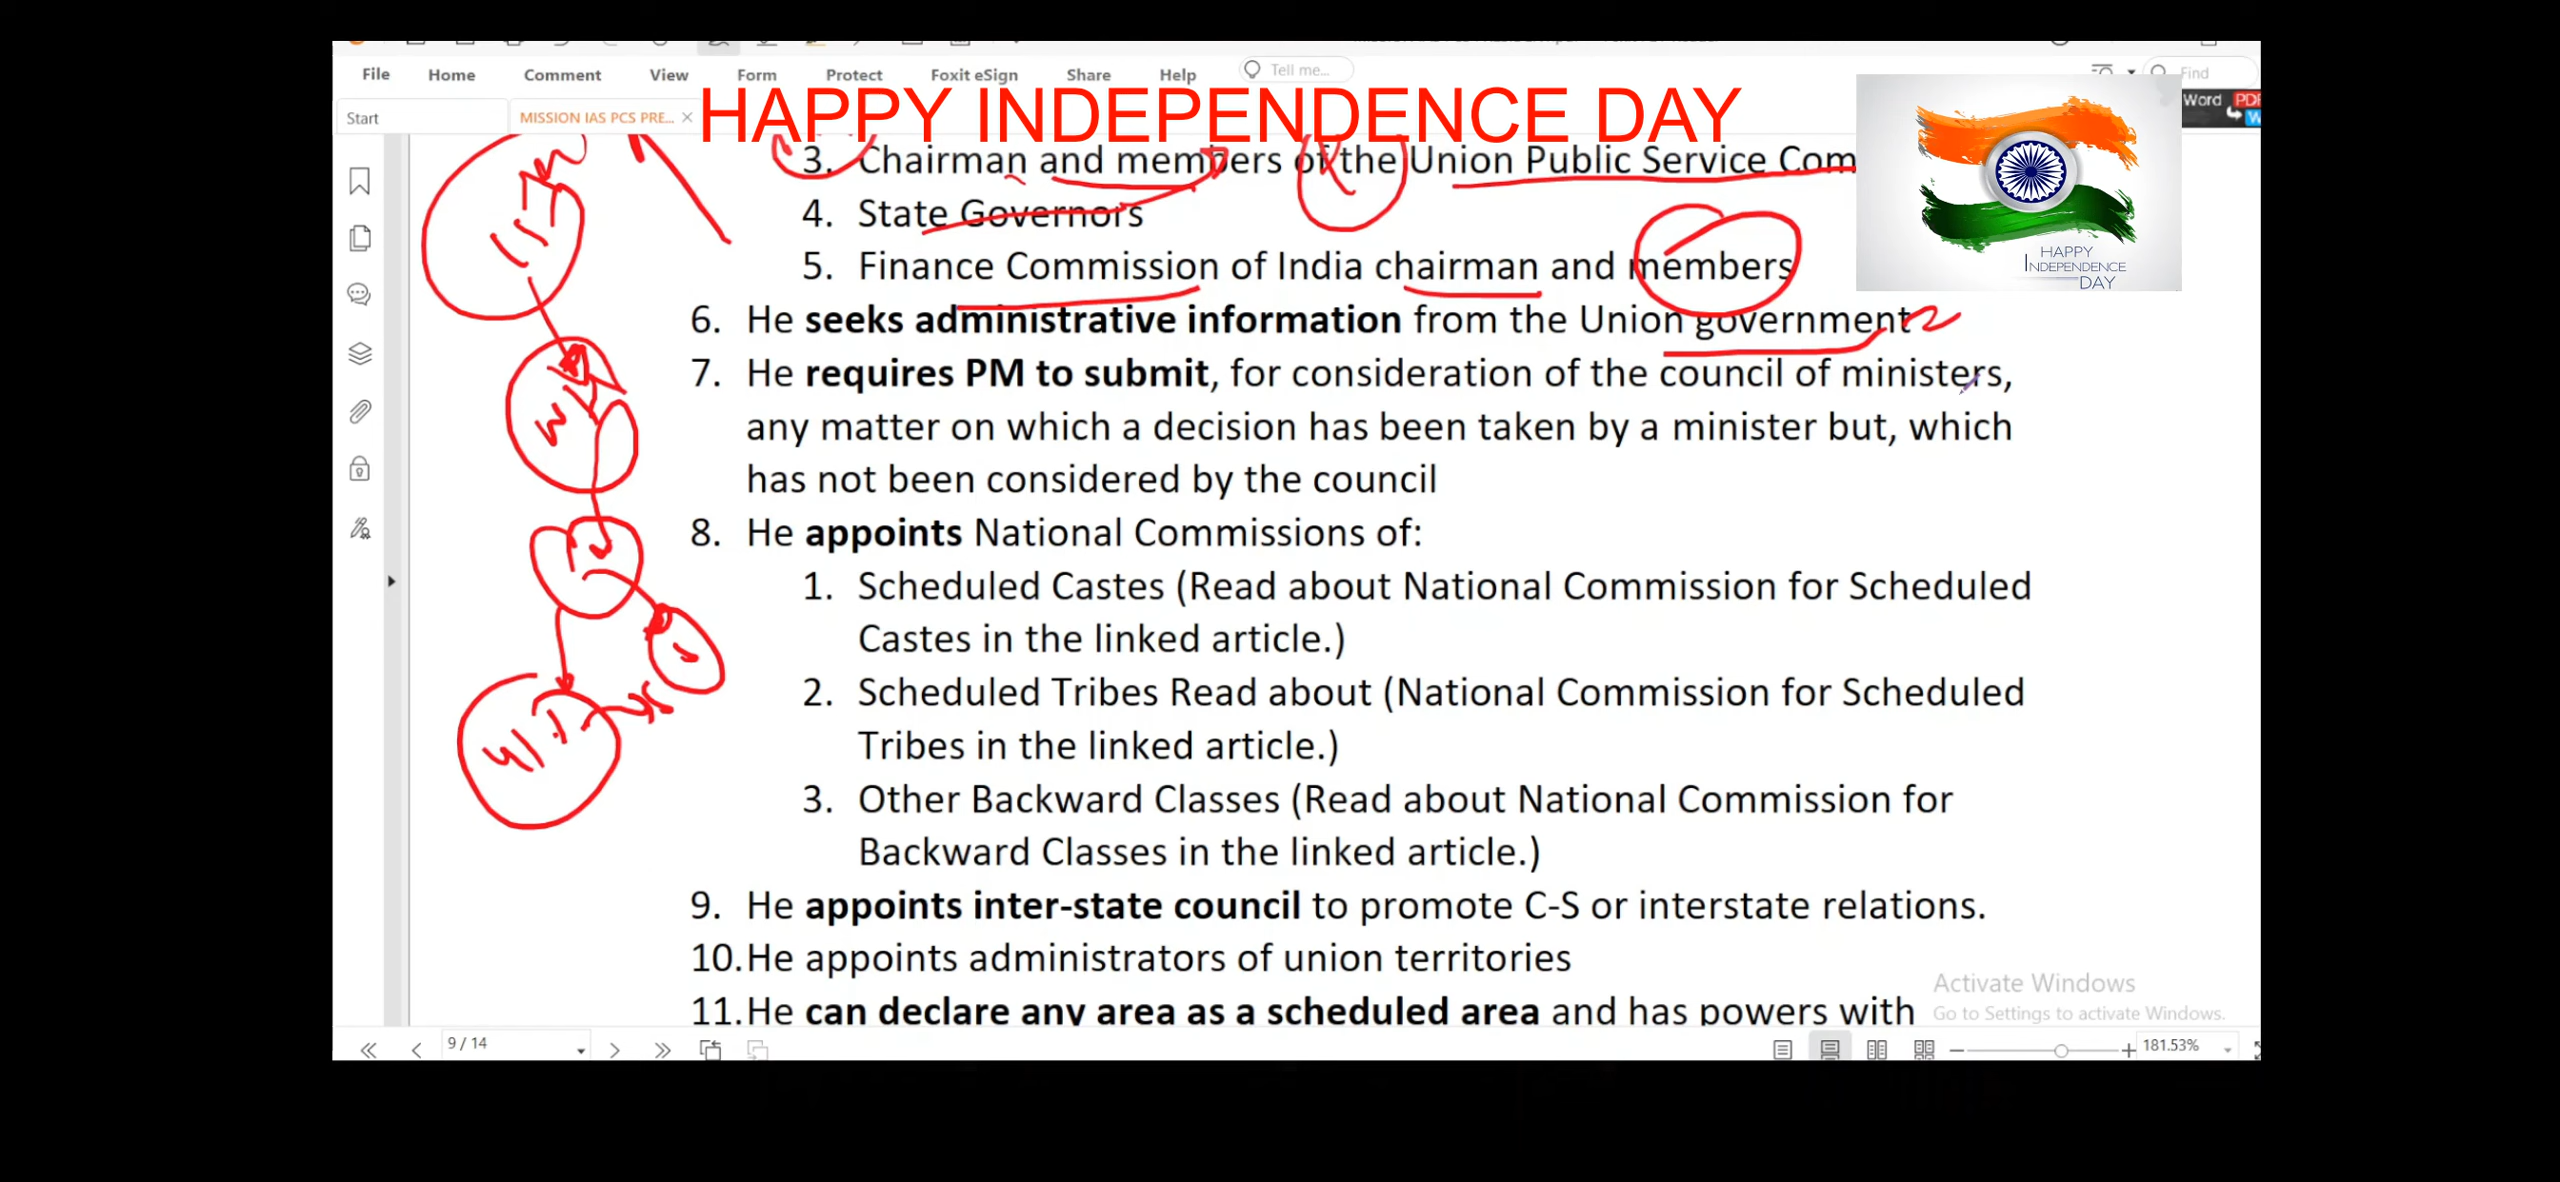 File Home Comment View Form Protect Foxit eSign Share Help Tell me... Find
Start MISSION IAS PCS PRE... Word PDF
HAPPY INDEPENDENCE DAY
3. Chairman and members of the Union Public Service Com
4. State Governors
5. Finance Commission of India chairman and members
HAPPY
INDEPENDENCE
DAY
6. He seeks administrative information from the Union government
7. He requires PM to submit, for consideration of the council of ministers,
any matter on which a decision has been taken by a minister but, which
has not been considered by the council
8. He appoints National Commissions of:
1. Scheduled Castes (Read about National Commission for Scheduled
Castes in the linked article.)
2. Scheduled Tribes Read about (National Commission for Scheduled
Tribes in the linked article.)
3. Other Backward Classes (Read about National Commission for
Backward Classes in the linked article.)
9. He appoints inter-state council to promote C-S or interstate relations.
10. He appoints administrators of union territories
11. He can declare any area as a scheduled area and has powers with
Activate Windows
Go to Settings to activate Windows.
9 / 14 181.53%